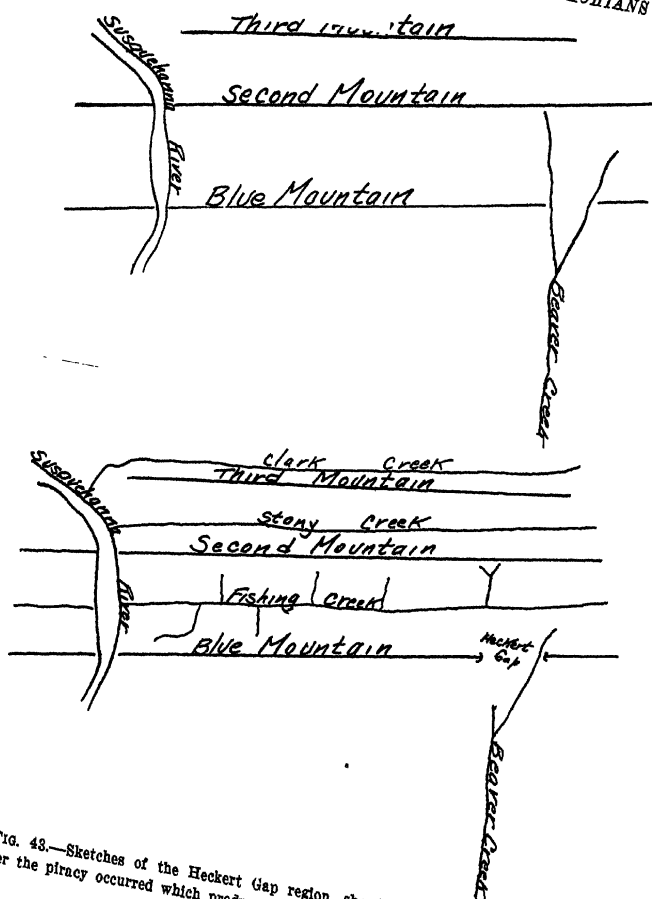 Third
Susquehanna
Second Mountain
River
Blue Mountain
Beaver Creek
Clark Creek
Third Mountain
Susquehanna
Stony Creek
Second Mountain
Fishing Creek
River
Heckert
Gap
Blue Mountain
Beaver Creek
FIG. 43.—Sketches of the Heckert Gap region,
the piracy occurred which